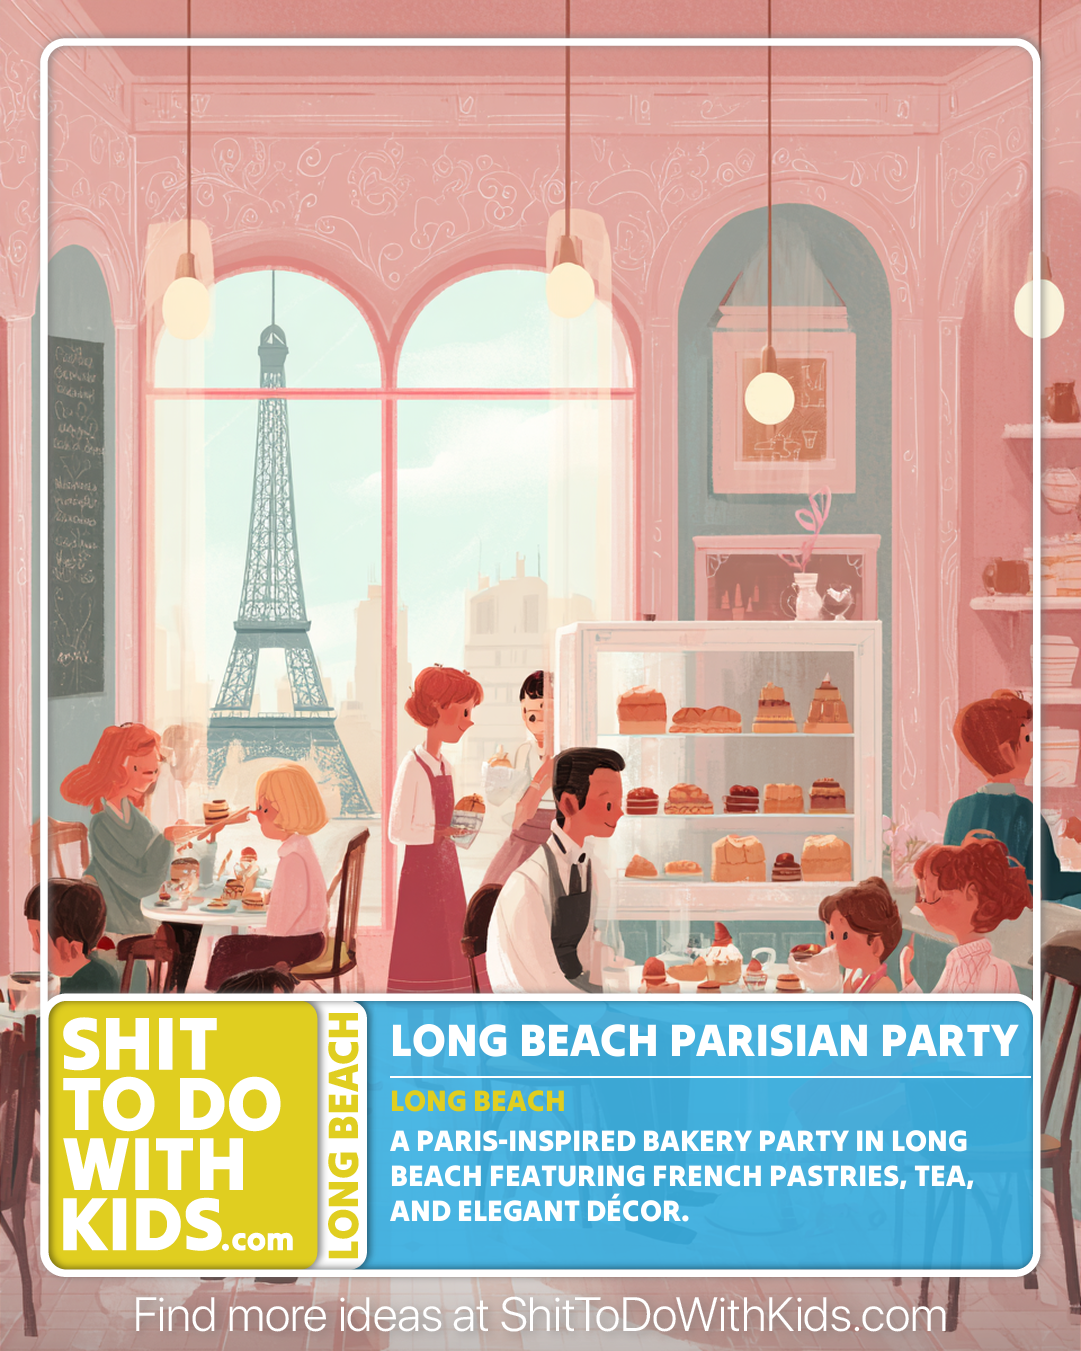 SHIT
TO DO
WITH
KIDS.com
LONG BEACH
LONG BEACH PARISIAN PARTY
LONG BEACH
A PARIS-INSPIRED BAKERY PARTY IN LONG
BEACH FEATURING FRENCH PASTRIES, TEA,
AND ELEGANT DÉCOR.
Find more ideas at ShitToDoWithKids.com